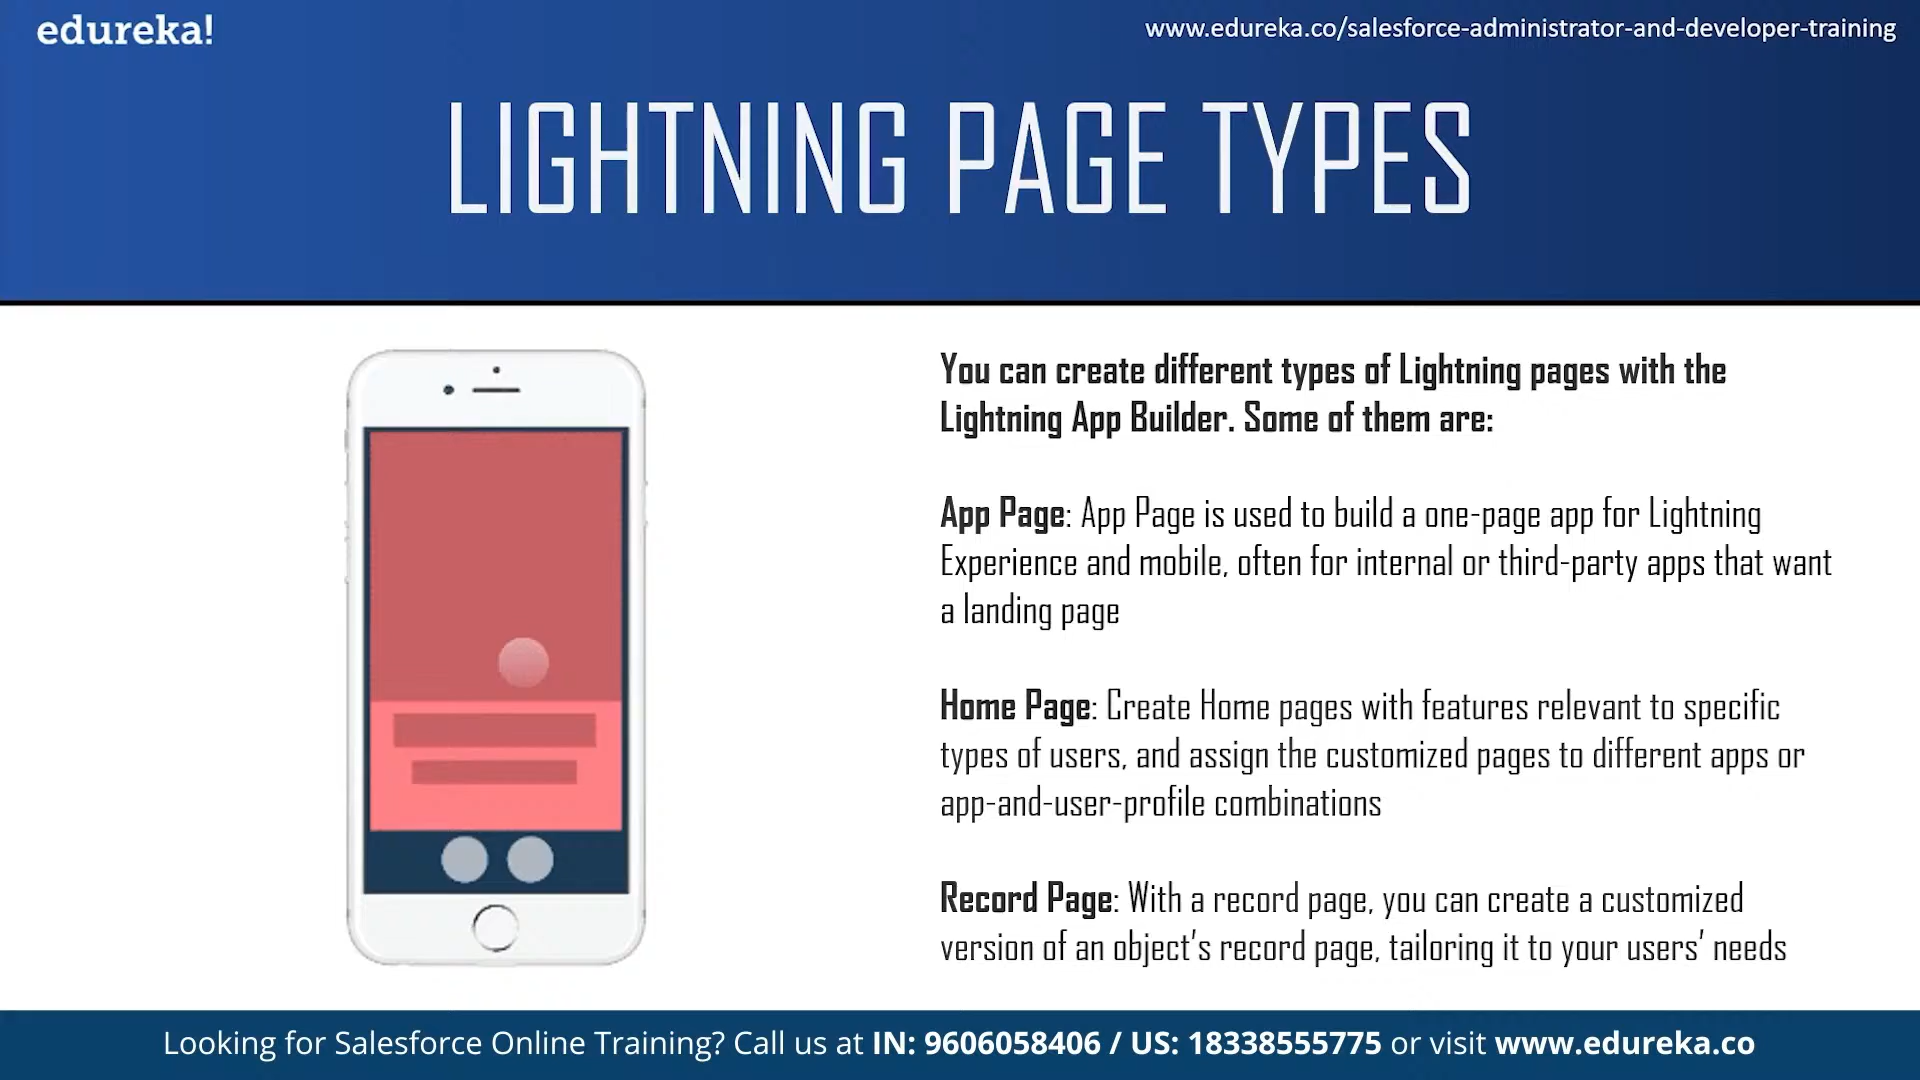 edureka!
www.edureka.co/salesforce-administrator-and-developer-training
LIGHTNING PAGE TYPES
You can create different types of Lightning pages with the
Lightning App Builder. Some of them are:
App Page: App Page is used to build a one-page app for Lightning
Experience and mobile, often for internal or third-party apps that want
a landing page
Home Page: Create Home pages with features relevant to specific
types of users, and assign the customized pages to different apps or
app-and-user-profile combinations
Record Page: With a record page, you can create a customized
version of an object’s record page, tailoring it to your users’ needs
Looking for Salesforce Online Training? Call us at IN: 9606058406 / US: 18338555775 or visit www.edureka.co